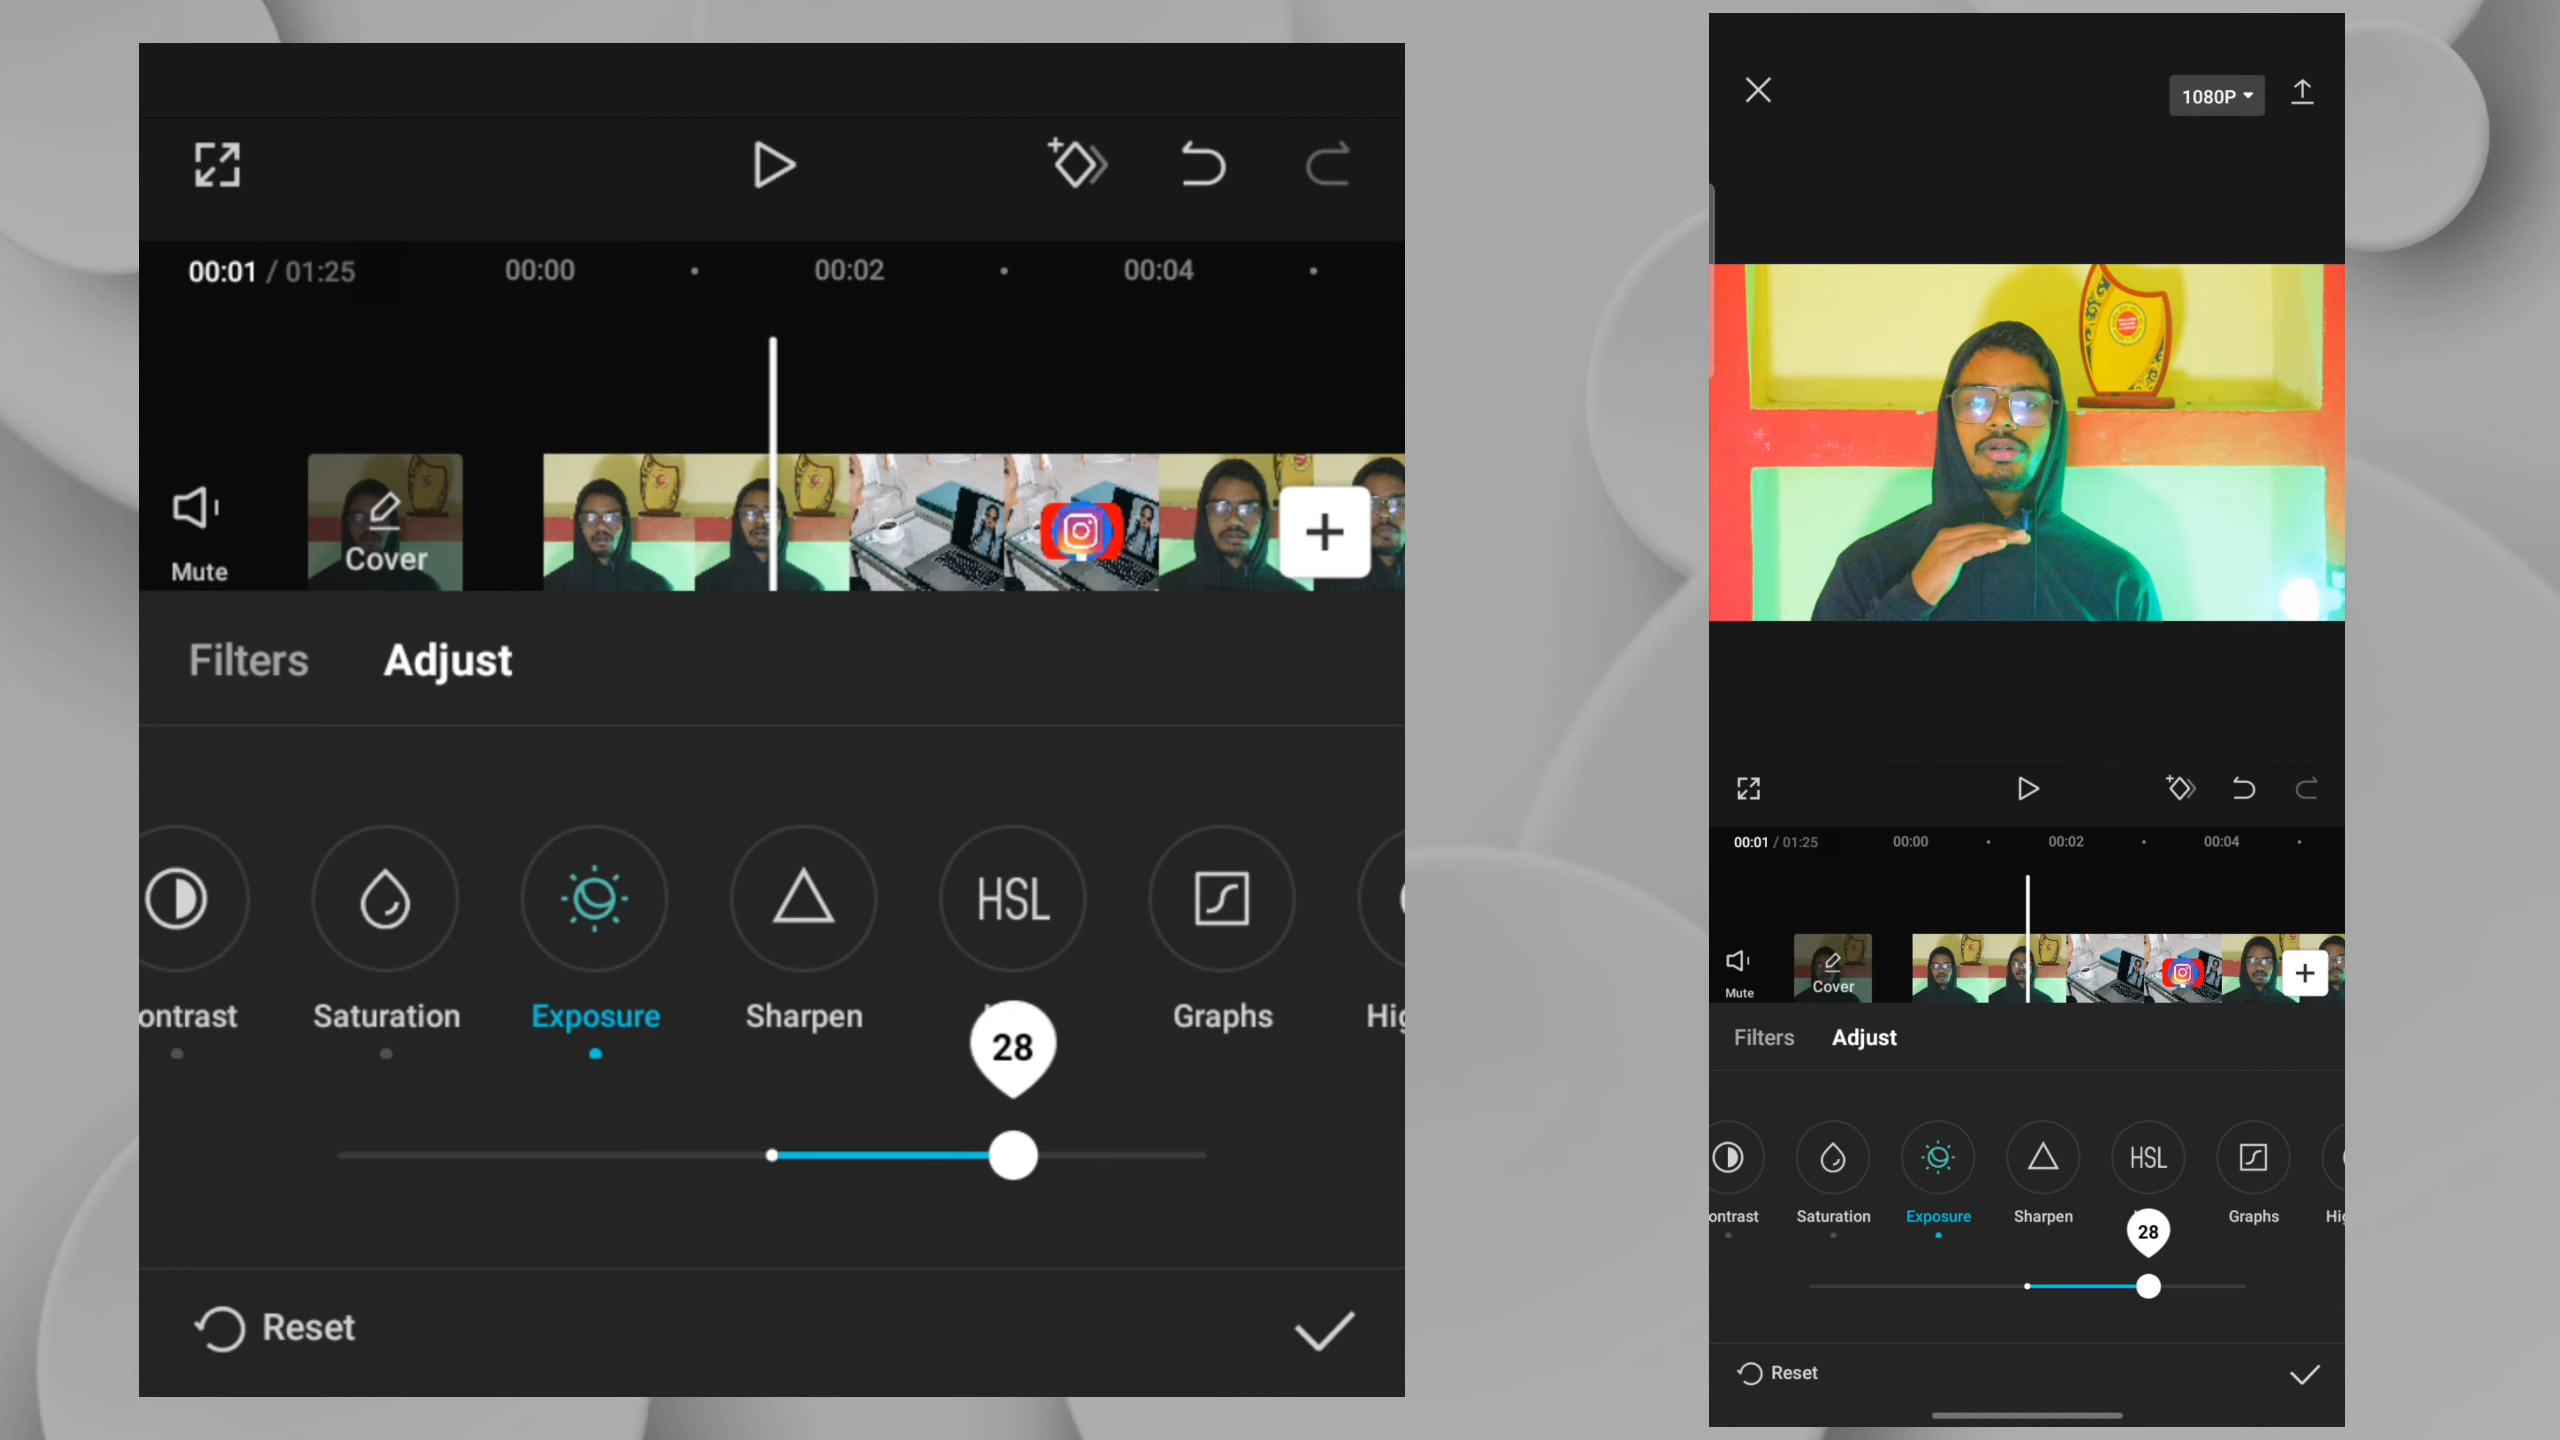 00:01 / 01:25 00:00 00:02 00:04
Mute
Cover
Filters Adjust
HSL
ontrast Saturation Exposure Sharpen Graphs Hig
28
Reset
1080P
00:01 / 01:25 00:00 00:02 00:04
Mute
Cover
Filters Adjust
HSL
ontrast Saturation Exposure Sharpen Graphs Hig
28
Reset